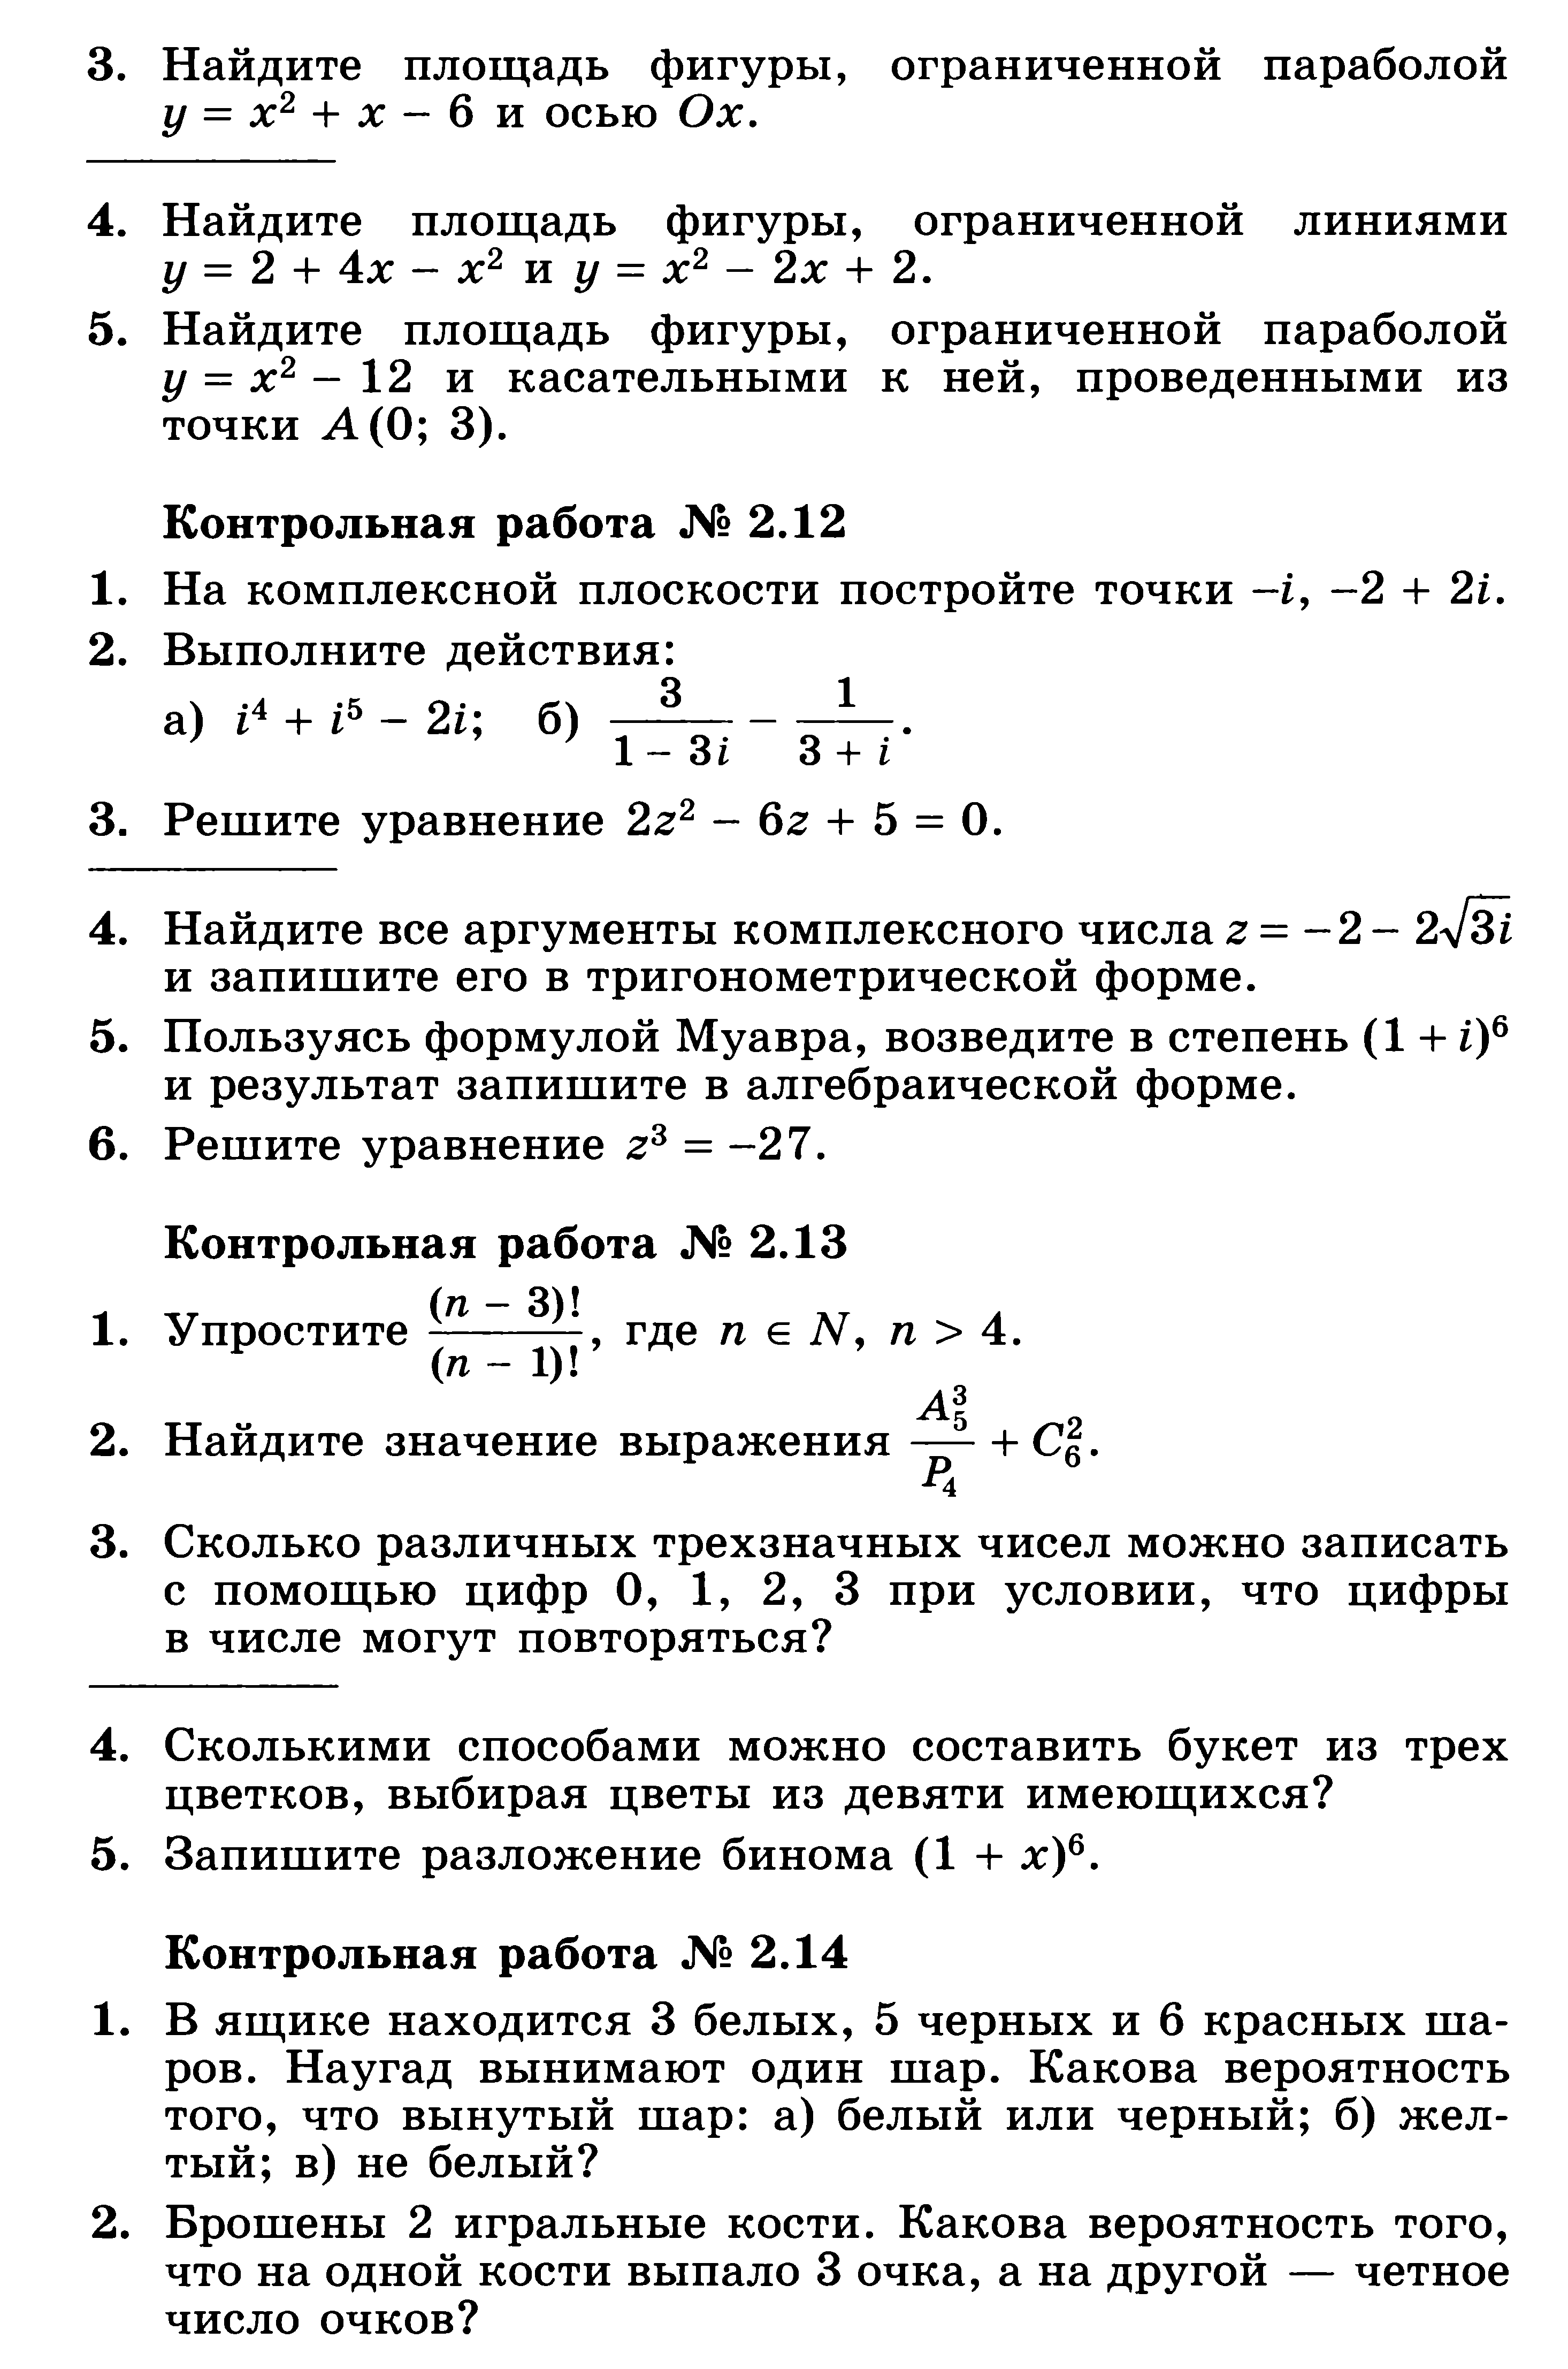 3. Найдите площадь фигуры, ограниченной параболой
y = x² + x − 6 и осью Ox.
4. Найдите площадь фигуры, ограниченной линиями
y = 2 + 4x − x² и y = x² − 2x + 2.
5. Найдите площадь фигуры, ограниченной параболой
y = x² − 12 и касательными к ней, проведенными из
точки A(0; 3).
Контрольная работа № 2.12
1. На комплексной плоскости постройте точки −i, −2 + 2i.
2. Выполните действия:
а) i⁴ + i⁵ − 2i; б) 3/(1 − 3i) − 1/(3 + i).
3. Решите уравнение 2z² − 6z + 5 = 0.
4. Найдите все аргументы комплексного числа z = −2 − 2√3i
и запишите его в тригонометрической форме.
5. Пользуясь формулой Муавра, возведите в степень (1 + i)⁶
и результат запишите в алгебраической форме.
6. Решите уравнение z³ = −27.
Контрольная работа № 2.13
1. Упростите (n − 3)!/(n − 1)!, где n ∈ N, n > 4.
2. Найдите значение выражения A₅³/P₄ + C₆².
3. Сколько различных трехзначных чисел можно записать
с помощью цифр 0, 1, 2, 3 при условии, что цифры
в числе могут повторяться?
4. Сколькими способами можно составить букет из трех
цветков, выбирая цветы из девяти имеющихся?
5. Запишите разложение бинома (1 + x)⁶.
Контрольная работа № 2.14
1. В ящике находится 3 белых, 5 черных и 6 красных ша-
ров. Наугад вынимают один шар. Какова вероятность
того, что вынутый шар: а) белый или черный; б) жел-
тый; в) не белый?
2. Брошены 2 игральные кости. Какова вероятность того,
что на одной кости выпало 3 очка, а на другой — четное
число очков?